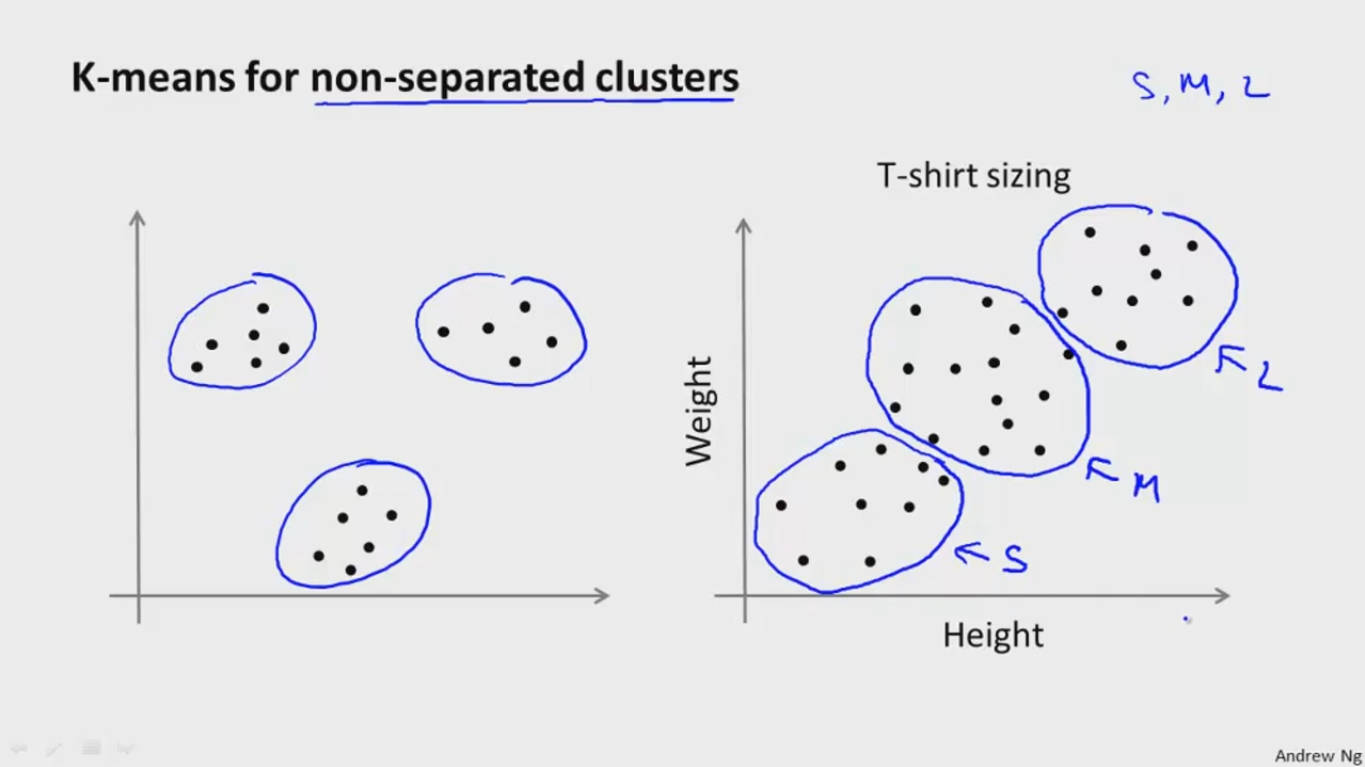 K-means for non-separated clusters
S, M, L
T-shirt sizing
Weight
L
M
S
Height
Andrew Ng